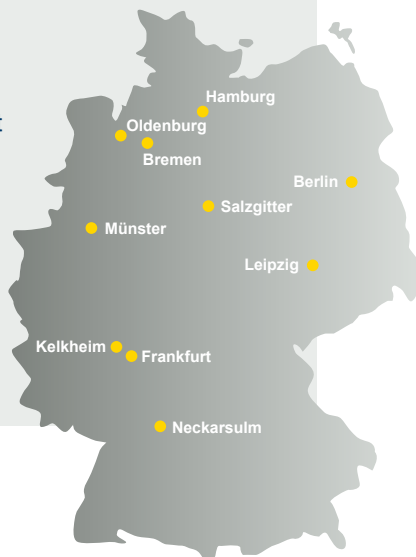 Hamburg
Oldenburg
Bremen
Berlin
Salzgitter
Münster
Leipzig
Kelkheim
Frankfurt
Neckarsulm